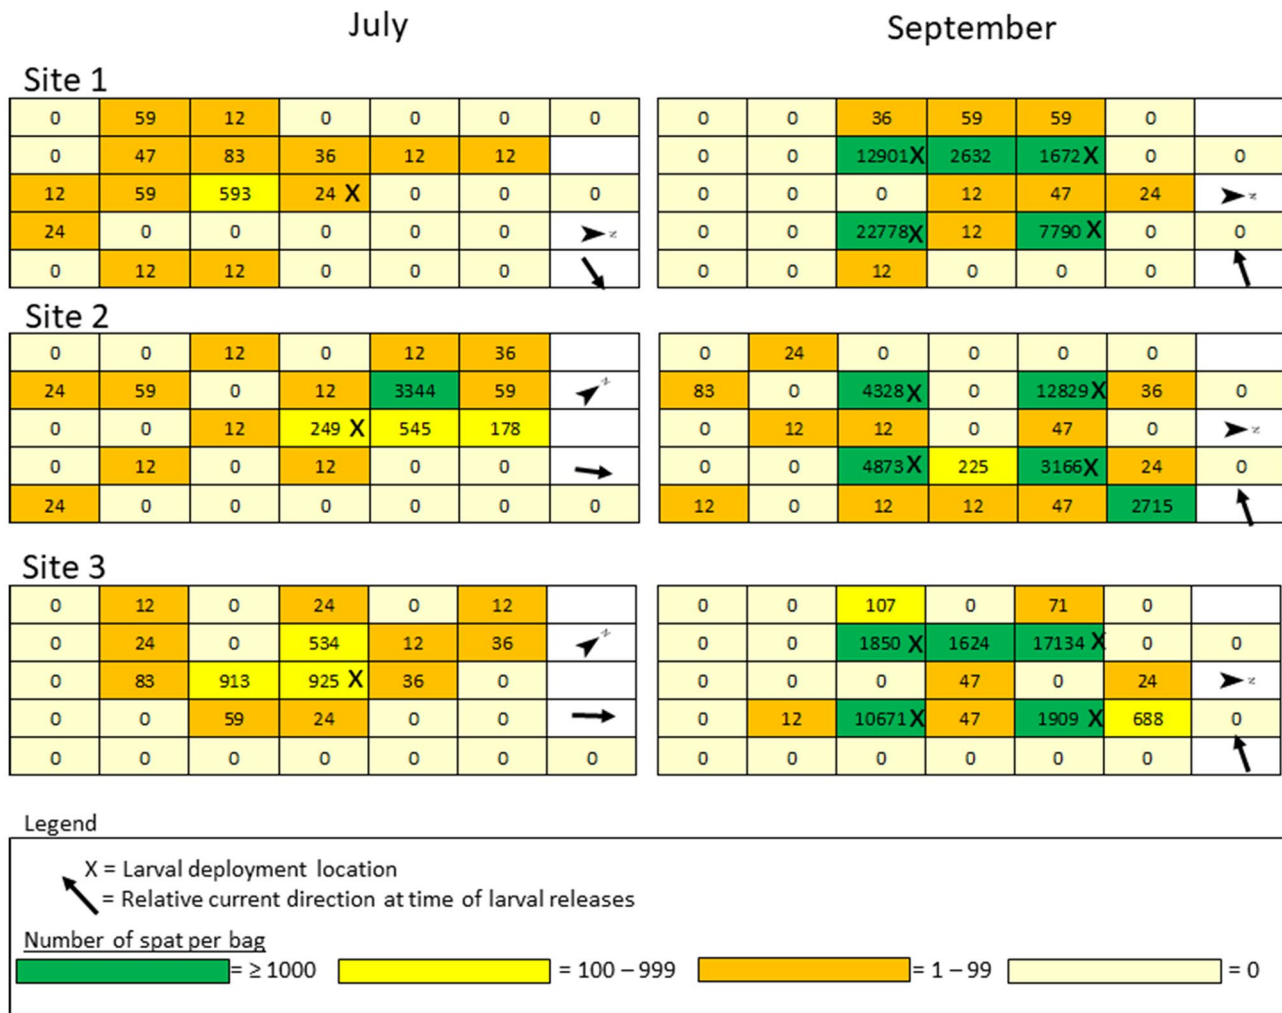 July September
Site 1
0 59 12 0 0 0 0 0 0 36 59 59 0
0 47 83 36 12 12 0 0 12901X 2632 1672X 0 0
12 59 593 24 X 0 0 0 0 0 0 12 47 24 z
24 0 0 0 0 0 z 0 0 22778X 12 7790 X 0 0
0 12 12 0 0 0 0 0 12 0 0 0
Site 2
0 0 12 0 12 36 0 24 0 0 0 0
24 59 0 12 3344 59 z 83 0 4328X 0 12829X 36 0
0 0 12 249 X 545 178 0 12 12 0 47 0 z
0 12 0 12 0 0 0 0 4873X 225 3166X 24 0
24 0 0 0 0 0 0 12 0 12 12 47 2715
Site 3
0 12 0 24 0 12 0 0 107 0 71 0
0 24 0 534 12 36 z 0 0 1850 X 1624 17134 X 0 0
0 83 913 925 X 36 0 0 0 0 47 0 24 z
0 0 59 24 0 0 0 12 10671X 47 1909 X 688 0
0 0 0 0 0 0 0 0 0 0 0 0 0
Legend
X = Larval deployment location
= Relative current direction at time of larval releases
Number of spat per bag
= ≥ 1000 = 100 – 999 = 1 – 99 = 0